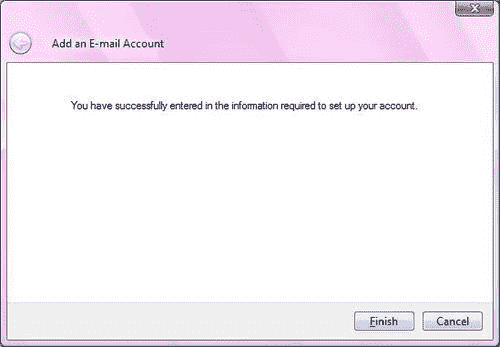 Add an E-mail Account
You have successfully entered in the information required to set up your account.
Finish Cancel